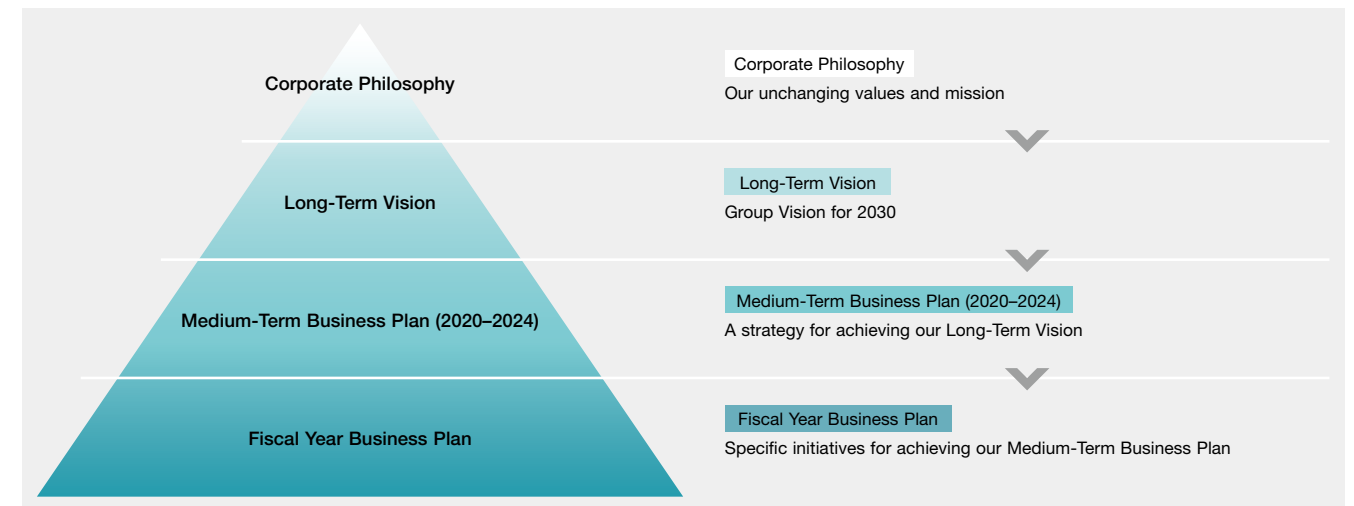 Corporate Philosophy
Long-Term Vision
Medium-Term Business Plan (2020–2024)
Fiscal Year Business Plan
Corporate Philosophy
Our unchanging values and mission
Long-Term Vision
Group Vision for 2030
Medium-Term Business Plan (2020–2024)
A strategy for achieving our Long-Term Vision
Fiscal Year Business Plan
Specific initiatives for achieving our Medium-Term Business Plan